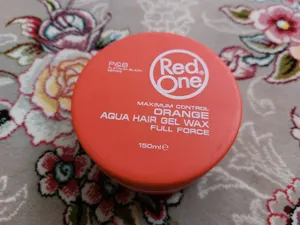 Red
One
MAXIMUM CONTROL
ORANGE
AQUA HAIR GEL WAX
FULL FORCE
150ml e